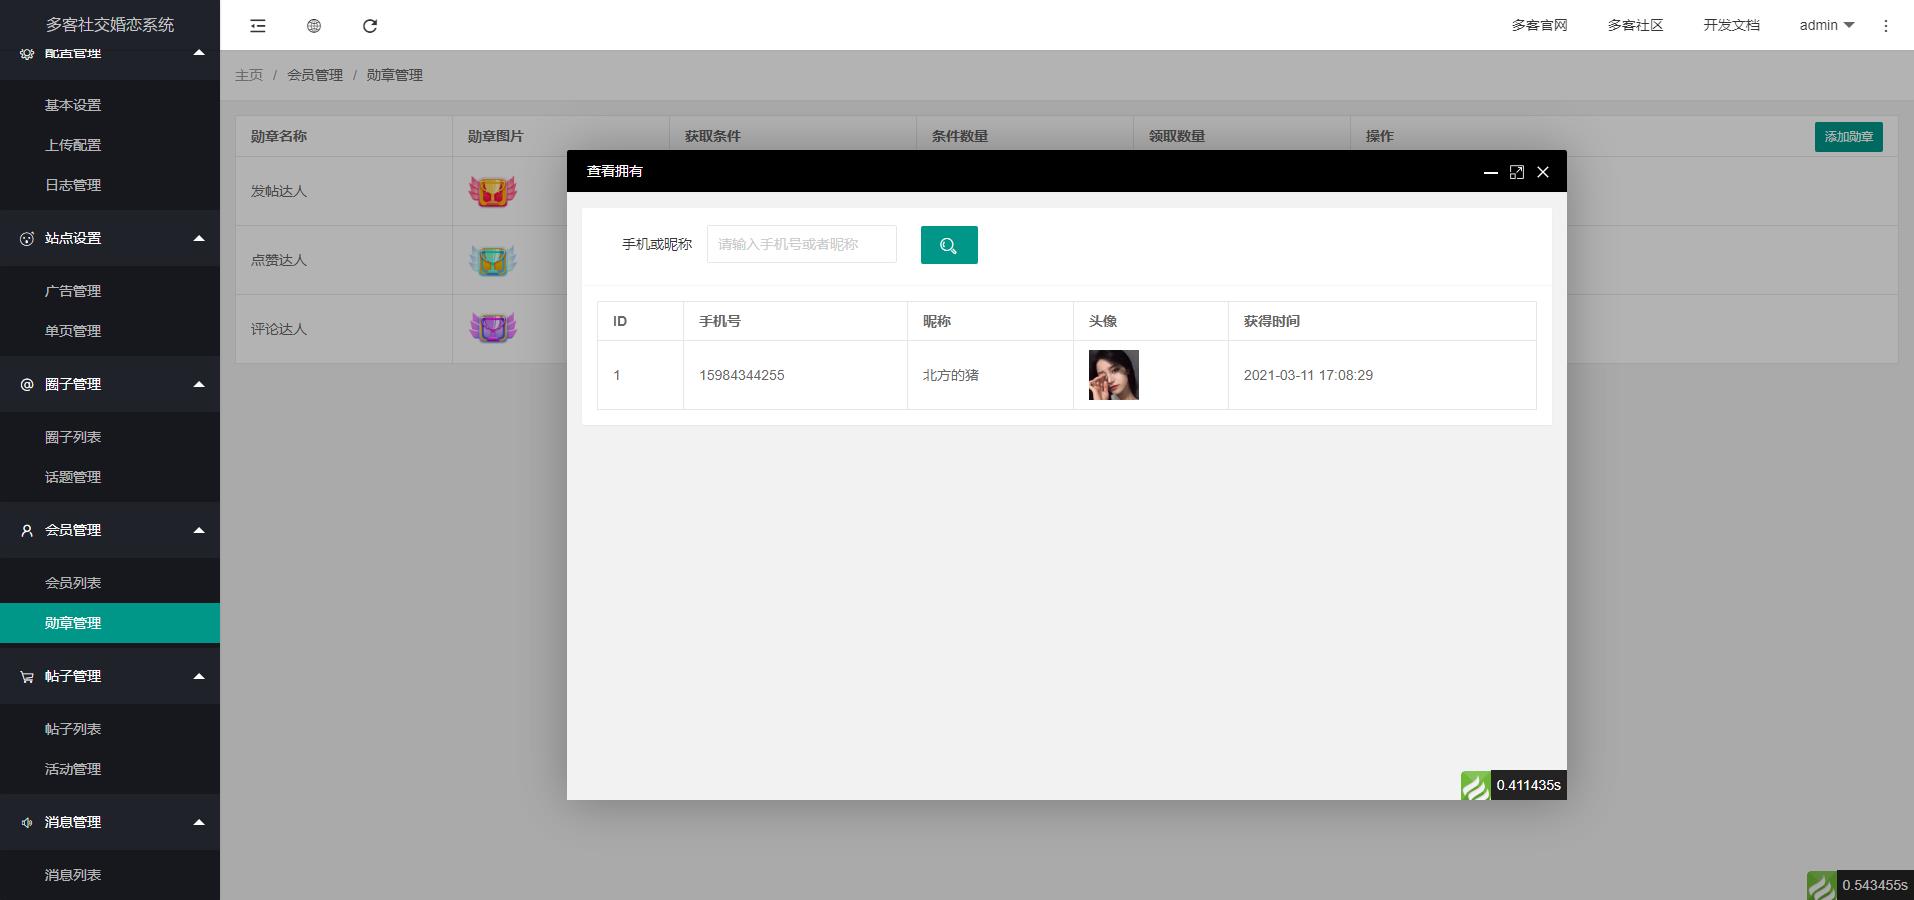 多客社交婚恋系统
多客官网
多客社区
开发文档
admin
配置管理
基本设置
上传配置
日志管理
站点设置
广告管理
单页管理
圈子管理
圈子列表
话题管理
会员管理
会员列表
勋章管理
帖子管理
帖子列表
活动管理
消息管理
消息列表
主页 / 会员管理 / 勋章管理
勋章名称 勋章图片 获取条件 条件数量 领取数量 操作 添加勋章
发帖达人
点赞达人
评论达人
查看拥有
手机或昵称 请输入手机号或者昵称
ID 手机号 昵称 头像 获得时间
1 15984344255 北方的猪 2021-03-11 17:08:29
0.411435s
0.543455s